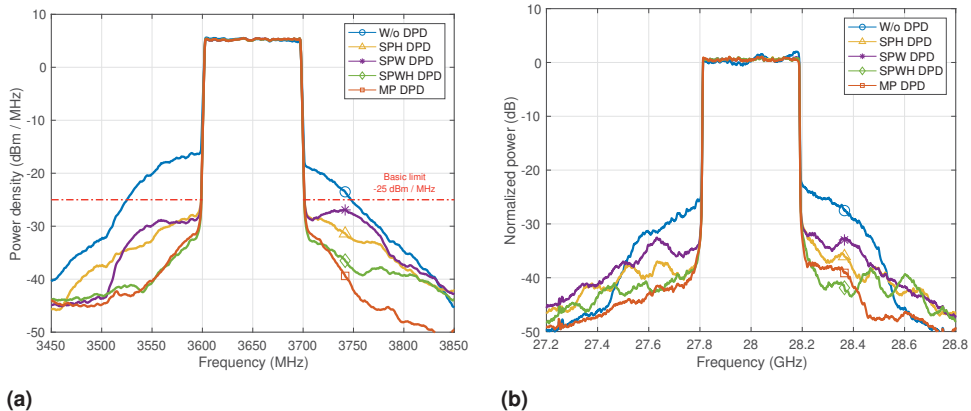 10
0
-10
-20
-30
-40
-50
Power density (dBm / MHz)
3450 3500 3550 3600 3650 3700 3750 3800 3850
Frequency (MHz)
W/o DPD
SPH DPD
SPW DPD
SPWH DPD
MP DPD
Basic limit
-25 dBm / MHz
(a)
10
0
-10
-20
-30
-40
-50
Normalized power (dB)
27.2 27.4 27.6 27.8 28 28.2 28.4 28.6 28.8
Frequency (GHz)
W/o DPD
SPH DPD
SPW DPD
SPWH DPD
MP DPD
(b)